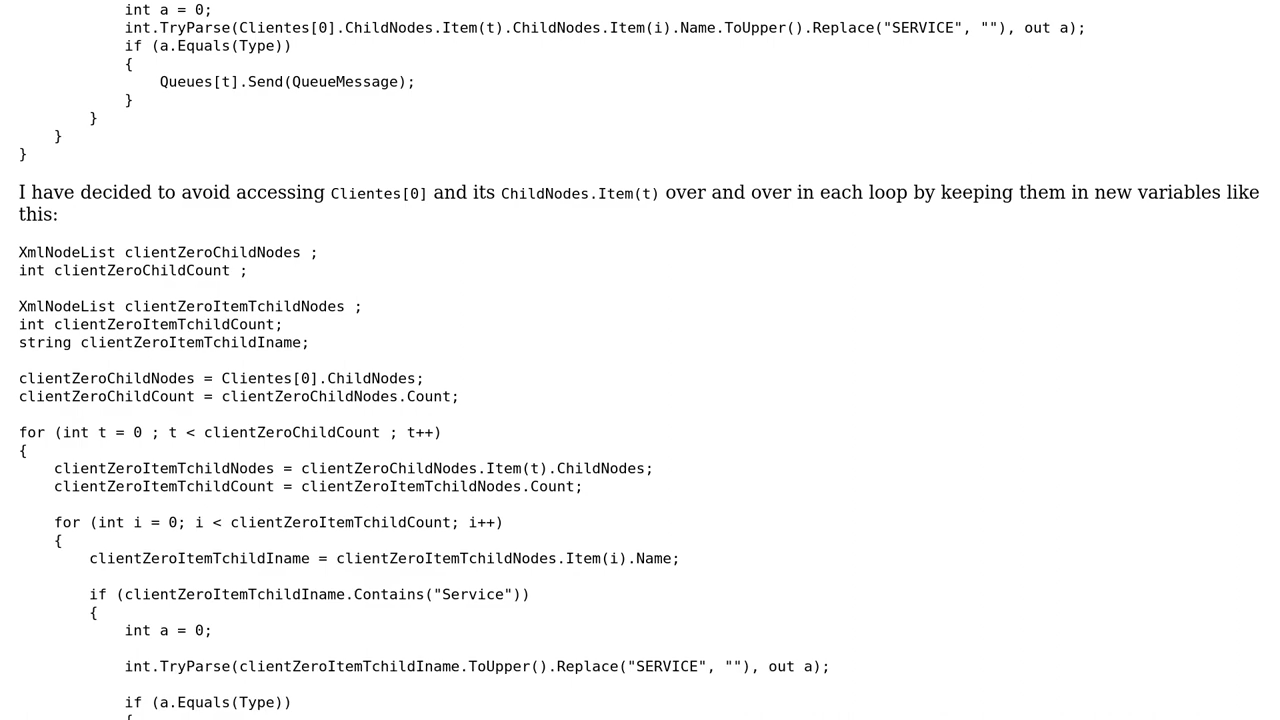 int a = 0;
            int.TryParse(Clientes[0].ChildNodes.Item(t).ChildNodes.Item(i).Name.ToUpper().Replace("SERVICE", ""), out a);
            if (a.Equals(Type))
            {
                Queues[t].Send(QueueMessage);
            }
        }
    }
}
I have decided to avoid accessing Clientes[0] and its ChildNodes.Item(t) over and over in each loop by keeping them in new variables like
this:
XmlNodeList clientZeroChildNodes ;
int clientZeroChildCount ;
XmlNodeList clientZeroItemTchildNodes ;
int clientZeroItemTchildCount;
string clientZeroItemTchildIname;
clientZeroChildNodes = Clientes[0].ChildNodes;
clientZeroChildCount = clientZeroChildNodes.Count;
for (int t = 0 ; t < clientZeroChildCount ; t++)
{
    clientZeroItemTchildNodes = clientZeroChildNodes.Item(t).ChildNodes;
    clientZeroItemTchildCount = clientZeroItemTchildNodes.Count;
    for (int i = 0; i < clientZeroItemTchildCount; i++)
    {
        clientZeroItemTchildIname = clientZeroItemTchildNodes.Item(i).Name;
        if (clientZeroItemTchildIname.Contains("Service"))
        {
            int a = 0;
            int.TryParse(clientZeroItemTchildIname.ToUpper().Replace("SERVICE", ""), out a);
            if (a.Equals(Type))
            {